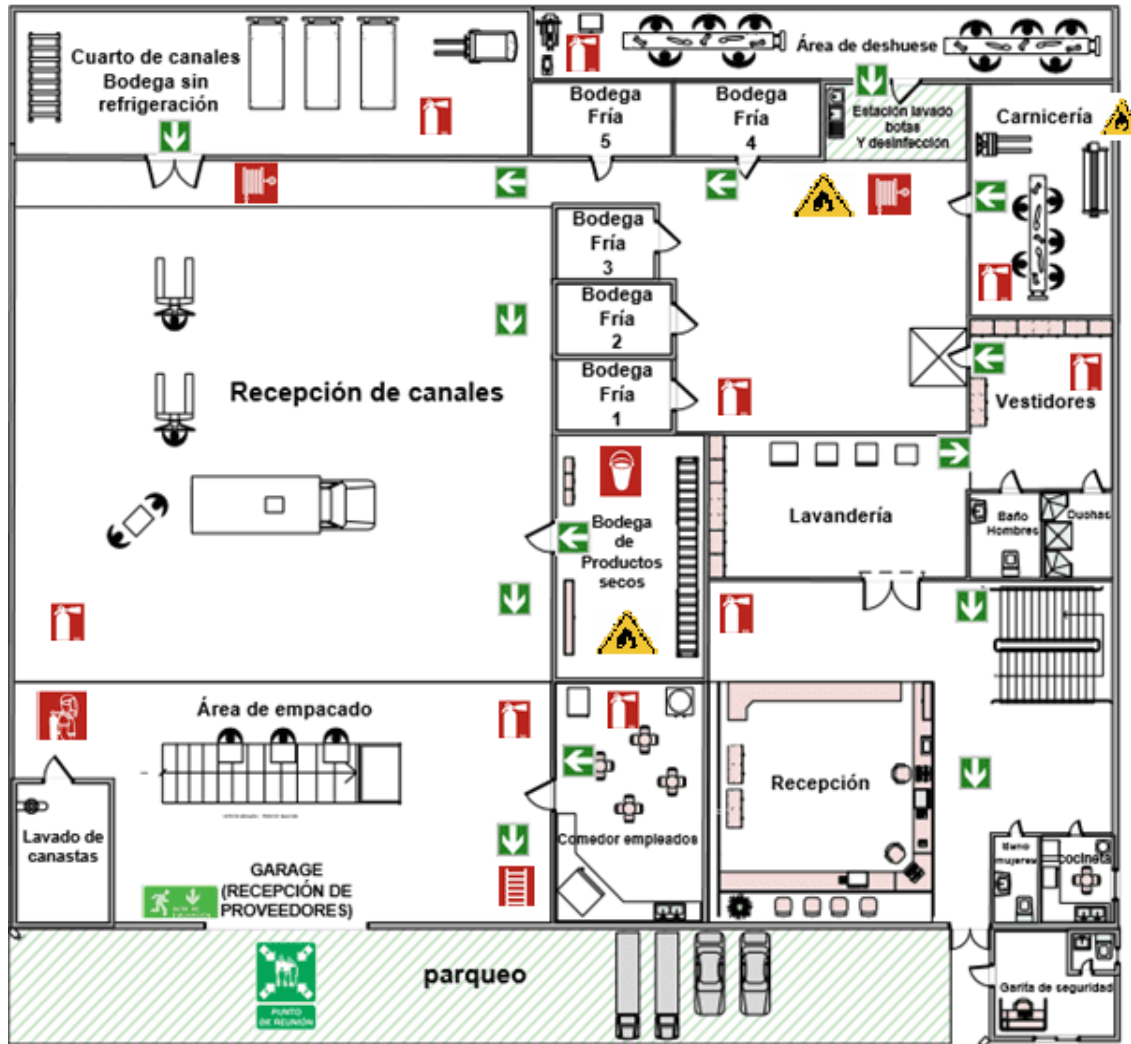 Cuarto de canales
Bodega sin
refrigeración
Área de deshuese
Bodega
Fría
5
Bodega
Fría
4
Estación lavado
botas
Y desinfección
Carnicería
Bodega
Fría
3
Bodega
Fría
2
Bodega
Fría
1
Recepción de canales
Vestidores
Bodega
de
Productos
secos
Lavandería
Baño
Hombres
Duchas
Área de empacado
Recepción
Lavado de
canastas
Comedor empleados
mujeres
cocineta
GARAGE
(RECEPCIÓN DE
PROVEEDORES)
parqueo
PUNTO
DE REUNIÓN
Garita de seguridad